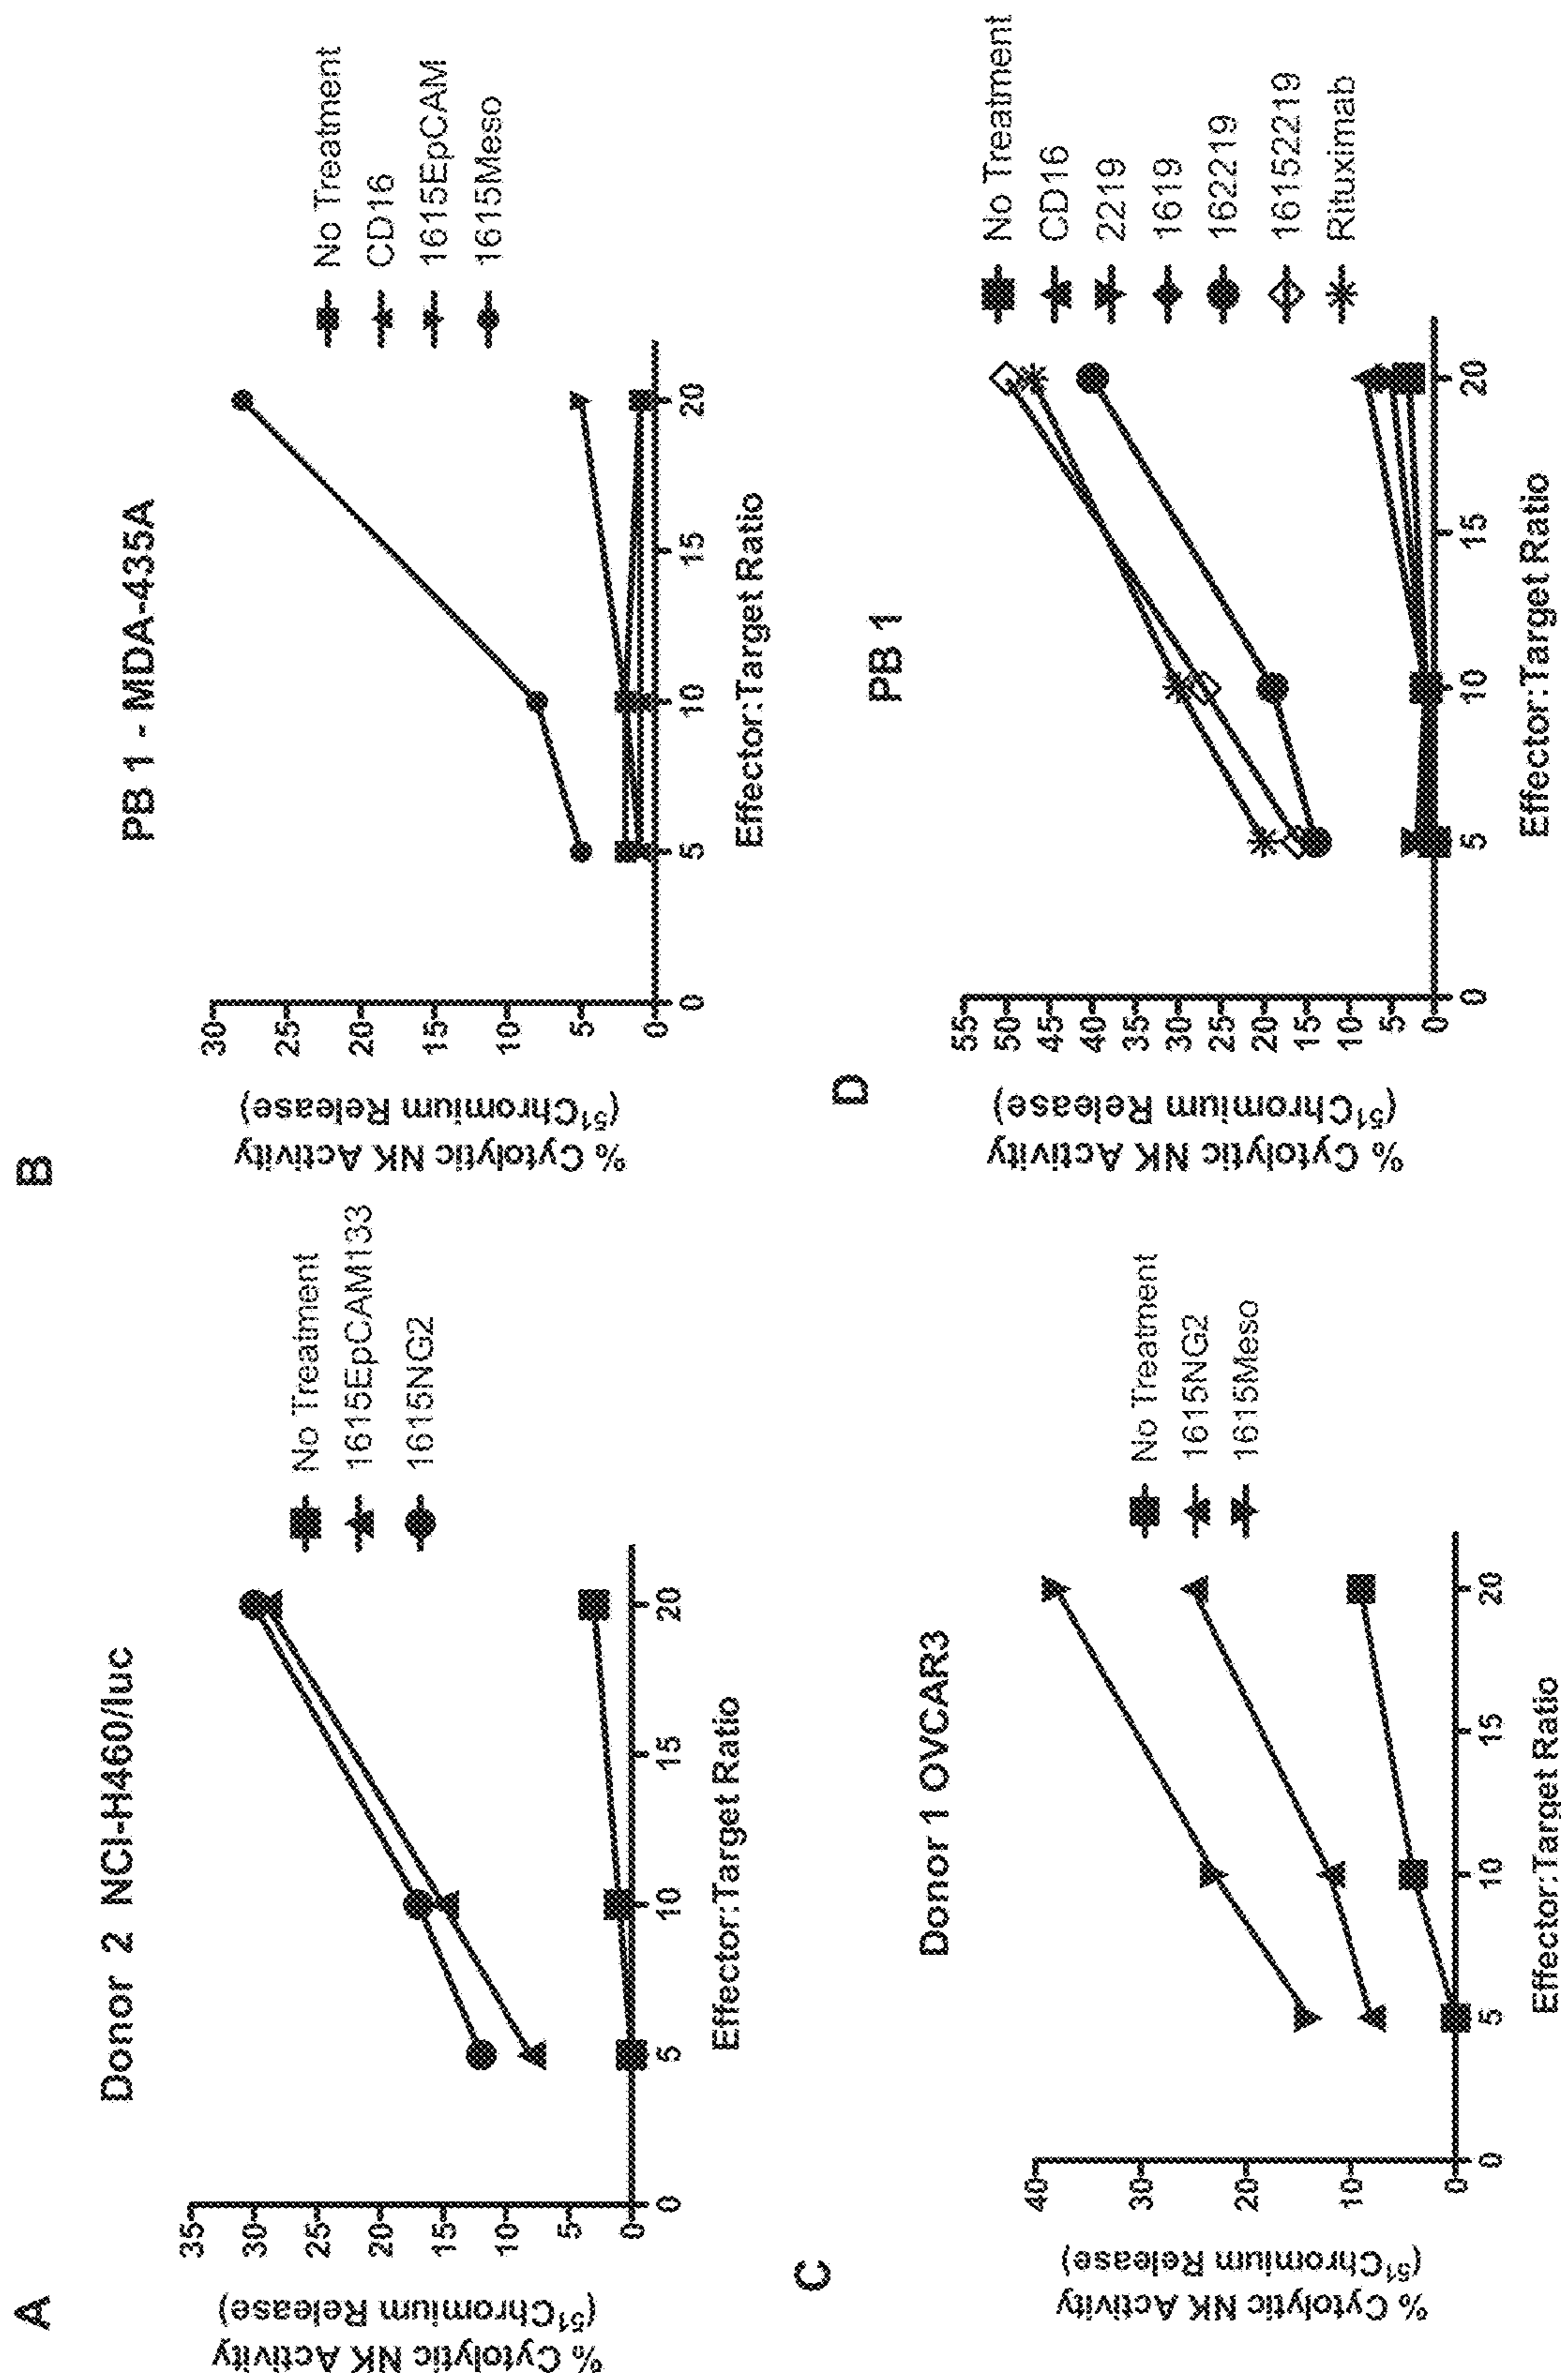 A
Donor 2 NCI-H460/luc
% Cytolytic NK Activity
(51Chromium Release)
35
30
25
20
15
10
5
0
0
5
10
15
20
Effector:Target Ratio
No Treatment
1615EpCAM133
1615NG2
B
PB 1 - MDA-435A
% Cytolytic NK Activity
(51Chromium Release)
30
25
20
15
10
5
0
0
5
10
15
20
Effector:Target Ratio
No Treatment
CD16
1615EpCAM
1615Meso
C
Donor 1 OVCAR3
% Cytolytic NK Activity
(51Chromium Release)
40
30
20
10
0
0
5
10
15
20
Effector:Target Ratio
No Treatment
1615NG2
1615Meso
D
PB 1
% Cytolytic NK Activity
(51Chromium Release)
55
50
45
40
35
30
25
20
15
10
5
0
0
5
10
15
20
Effector:Target Ratio
No Treatment
CD16
2219
1619
162219
16152219
Rituximab